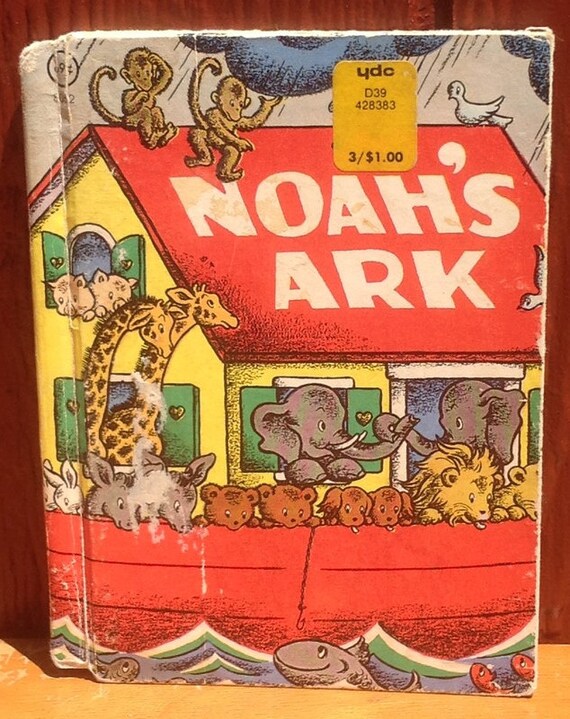 ydc
D39
428383
3/$1.00
NOAH'S
ARK